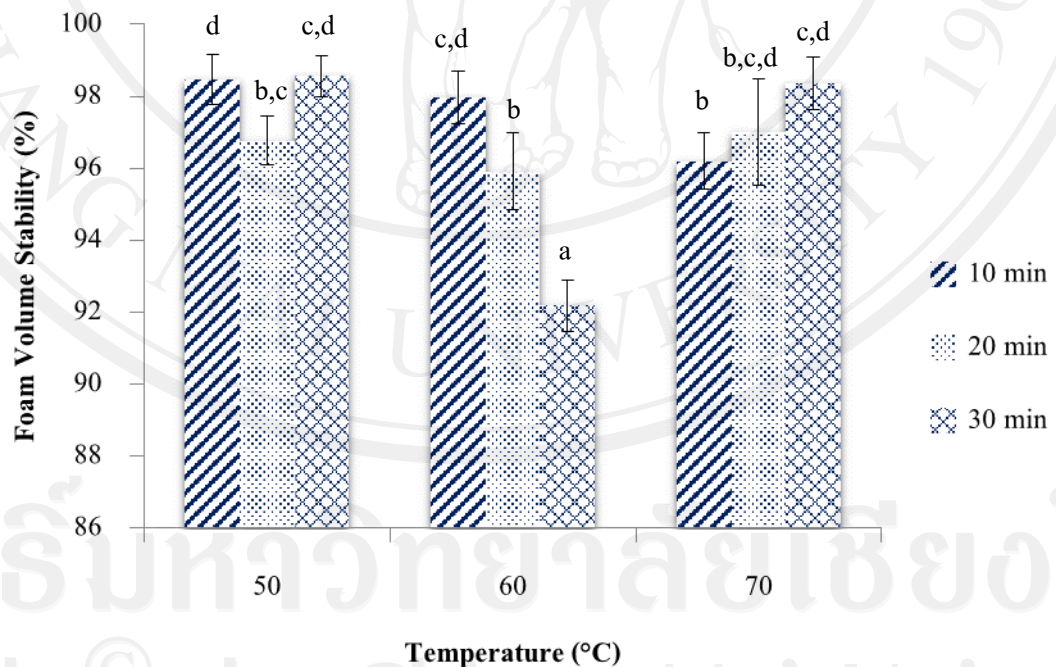 100
98
96
94
92
90
88
86
Foam Volume Stability (%)
d
b,c
c,d
c,d
b
a
b
b,c,d
c,d
10 min
20 min
30 min
50
60
70
Temperature (°C)